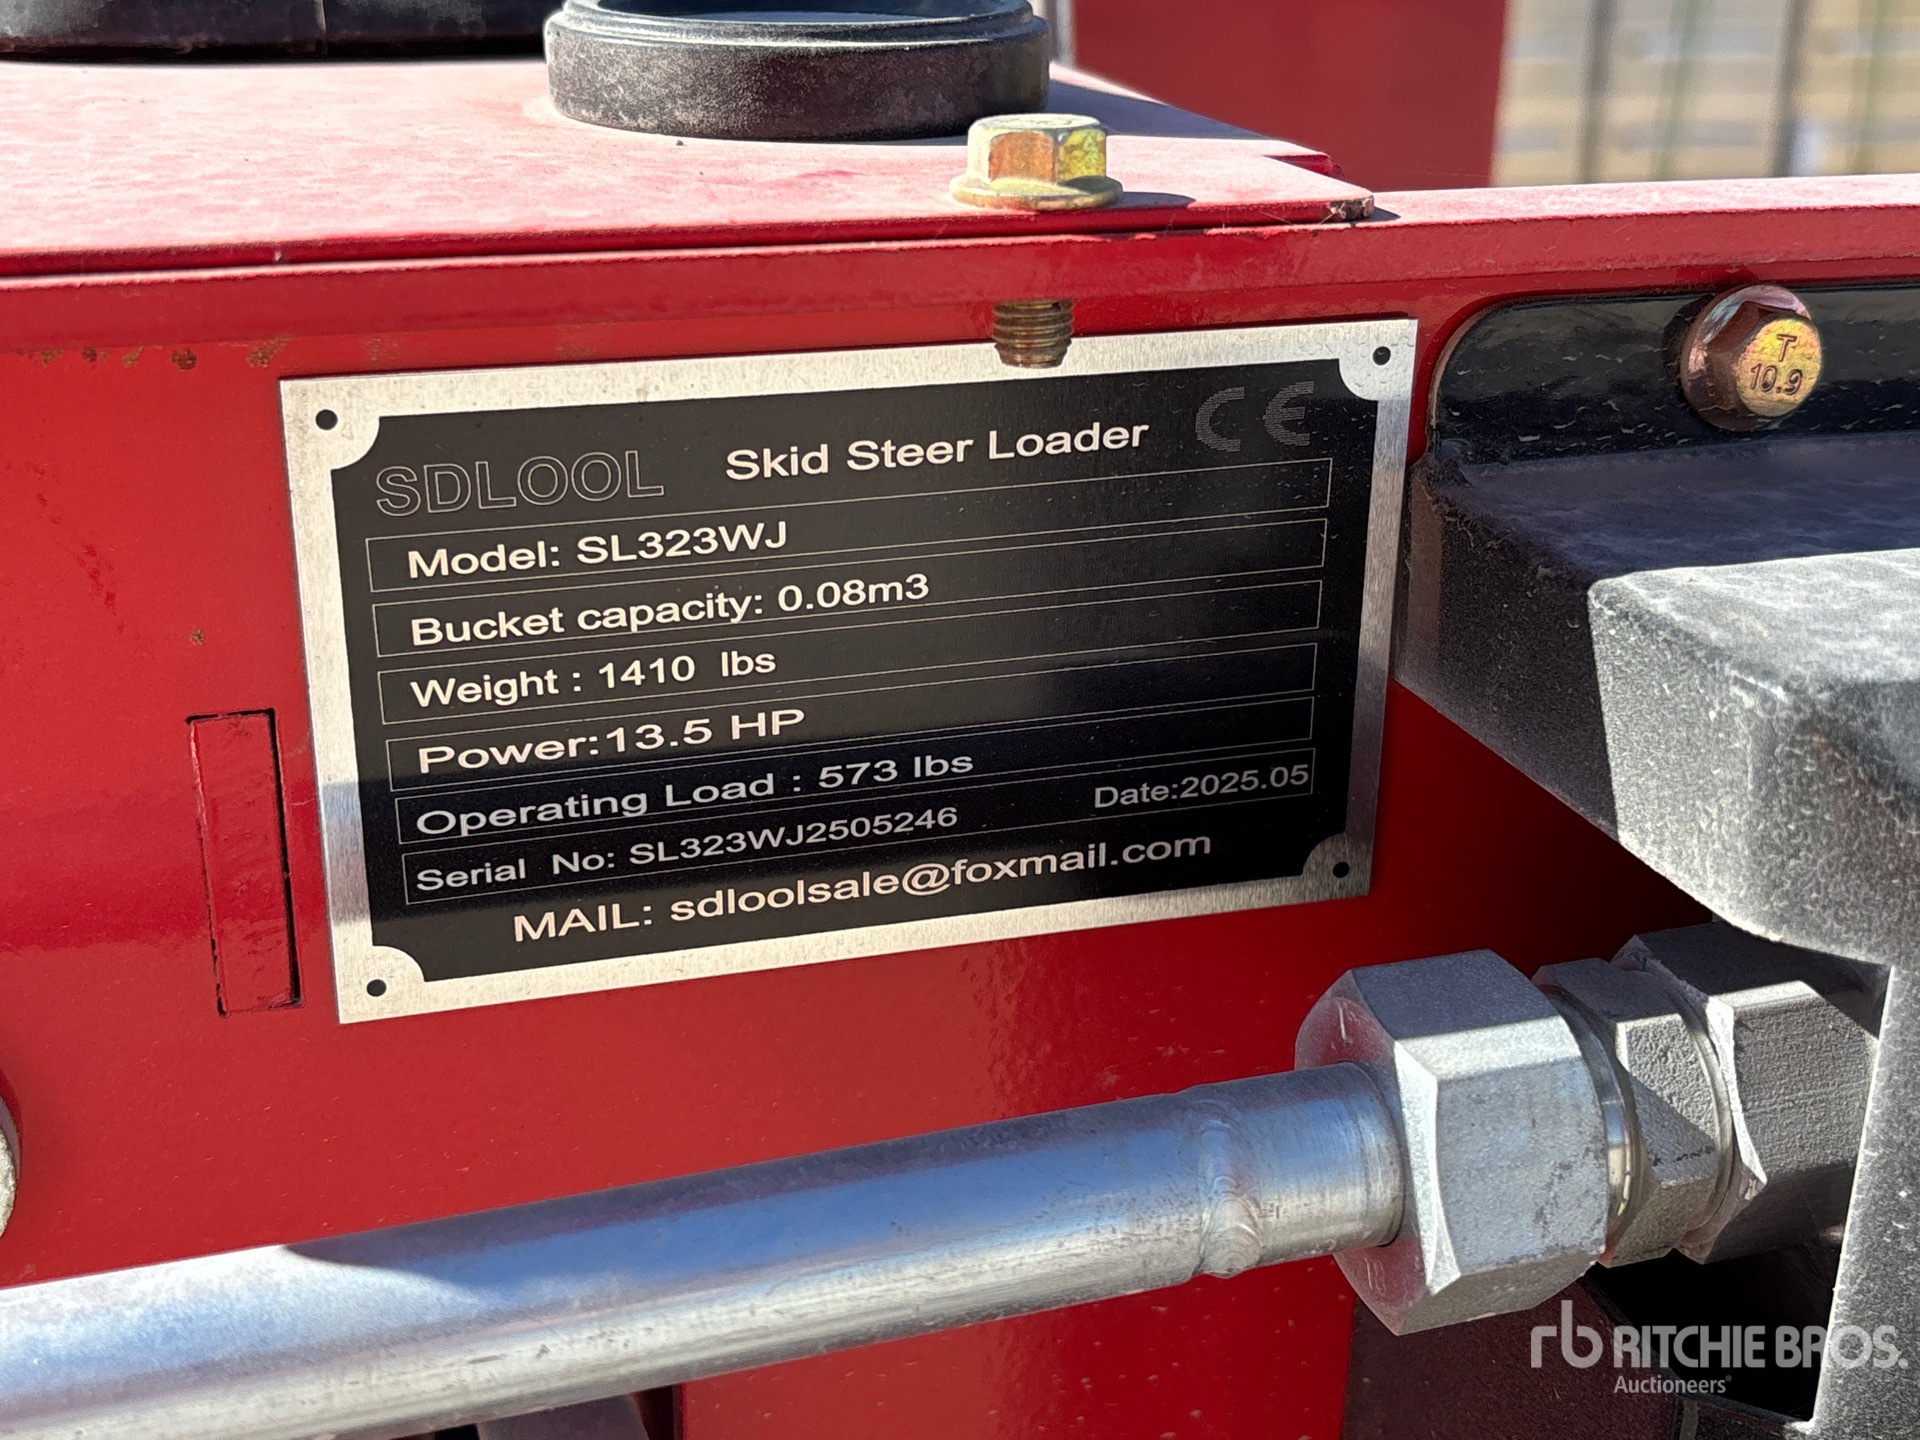 SDLOOL Skid Steer Loader CE
Model: SL323WJ
Bucket capacity: 0.08m3
Weight : 1410 lbs
Power:13.5 HP
Operating Load : 573 lbs
Serial No: SL323WJ2505246 Date:2025.05
MAIL: sdloolsale@foxmail.com
T
10.9
rb RITCHIE BROS.
Auctioneers